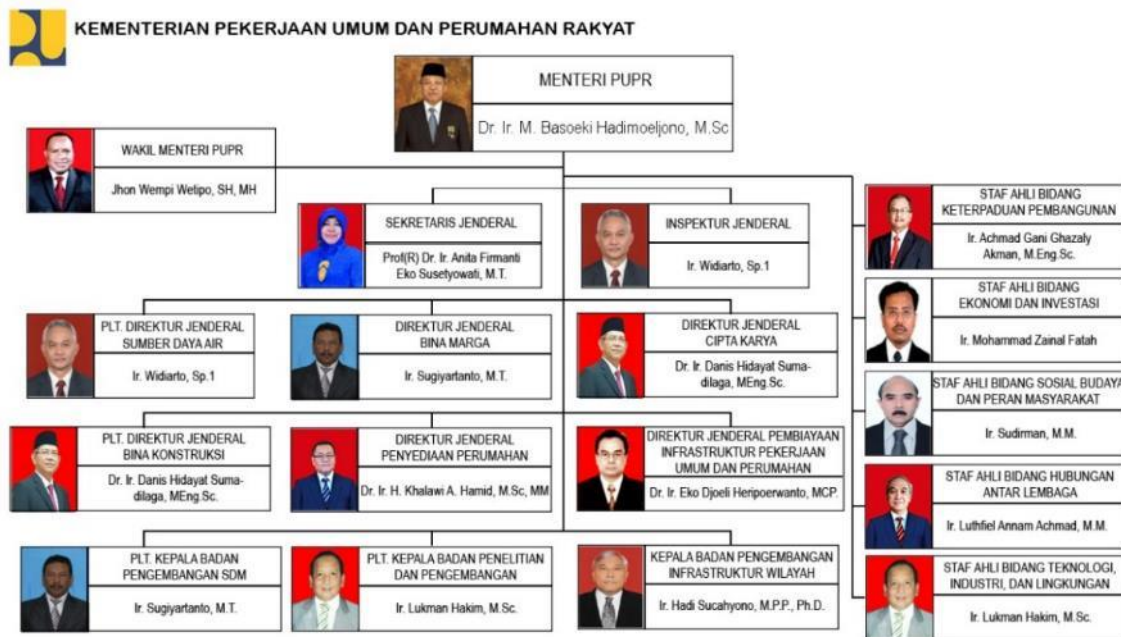 KEMENTERIAN PEKERJAAN UMUM DAN PERUMAHAN RAKYAT
MENTERI PUPR
Dr. Ir. M. Basoeki Hadimoeljono, M.Sc
WAKIL MENTERI PUPR
Jhon Wempi Wetipo, SH, MH
SEKRETARIS JENDERAL
Prof(R) Dr. Ir. Anita Firmanti
Eko Susetyowati, M.T.
INSPEKTUR JENDERAL
Ir. Widiarto, Sp.1
STAF AHLI BIDANG
KETERPADUAN PEMBANGUNAN
Ir. Achmad Gani Ghazaly
Akman, M.Eng.Sc.
STAF AHLI BIDANG
EKONOMI DAN INVESTASI
Ir. Mohammad Zainal Fatah
STAF AHLI BIDANG SOSIAL BUDAYA
DAN PERAN MASYARAKAT
Ir. Sudirman, M.M.
STAF AHLI BIDANG HUBUNGAN
ANTAR LEMBAGA
Ir. Luthfiel Annam Achmad, M.M.
STAF AHLI BIDANG TEKNOLOGI,
INDUSTRI, DAN LINGKUNGAN
Ir. Lukman Hakim, M.Sc.
PLT. DIREKTUR JENDERAL
SUMBER DAYA AIR
Ir. Widiarto, Sp.1
DIREKTUR JENDERAL
BINA MARGA
Ir. Sugiyartanto, M.T.
DIREKTUR JENDERAL
CIPTA KARYA
Dr. Ir. Danis Hidayat Suma-
dilaga, MEng.Sc.
PLT. DIREKTUR JENDERAL
BINA KONSTRUKSI
Dr. Ir. Danis Hidayat Suma-
dilaga, MEng.Sc.
DIREKTUR JENDERAL
PENYEDIAAN PERUMAHAN
Dr. Ir. H. Khalawi A. Hamid, M.Sc, MM
DIREKTUR JENDERAL PEMBIAYAAN
INFRASTRUKTUR PEKERJAAN
UMUM DAN PERUMAHAN
Dr. Ir. Eko Djoeli Heripoerwanto, MCP.
PLT. KEPALA BADAN
PENGEMBANGAN SDM
Ir. Sugiyartanto, M.T.
PLT. KEPALA BADAN PENELITIAN
DAN PENGEMBANGAN
Ir. Lukman Hakim, M.Sc.
KEPALA BADAN PENGEMBANGAN
INFRASTRUKTUR WILAYAH
Ir. Hadi Sucahyono, M.P.P., Ph.D.